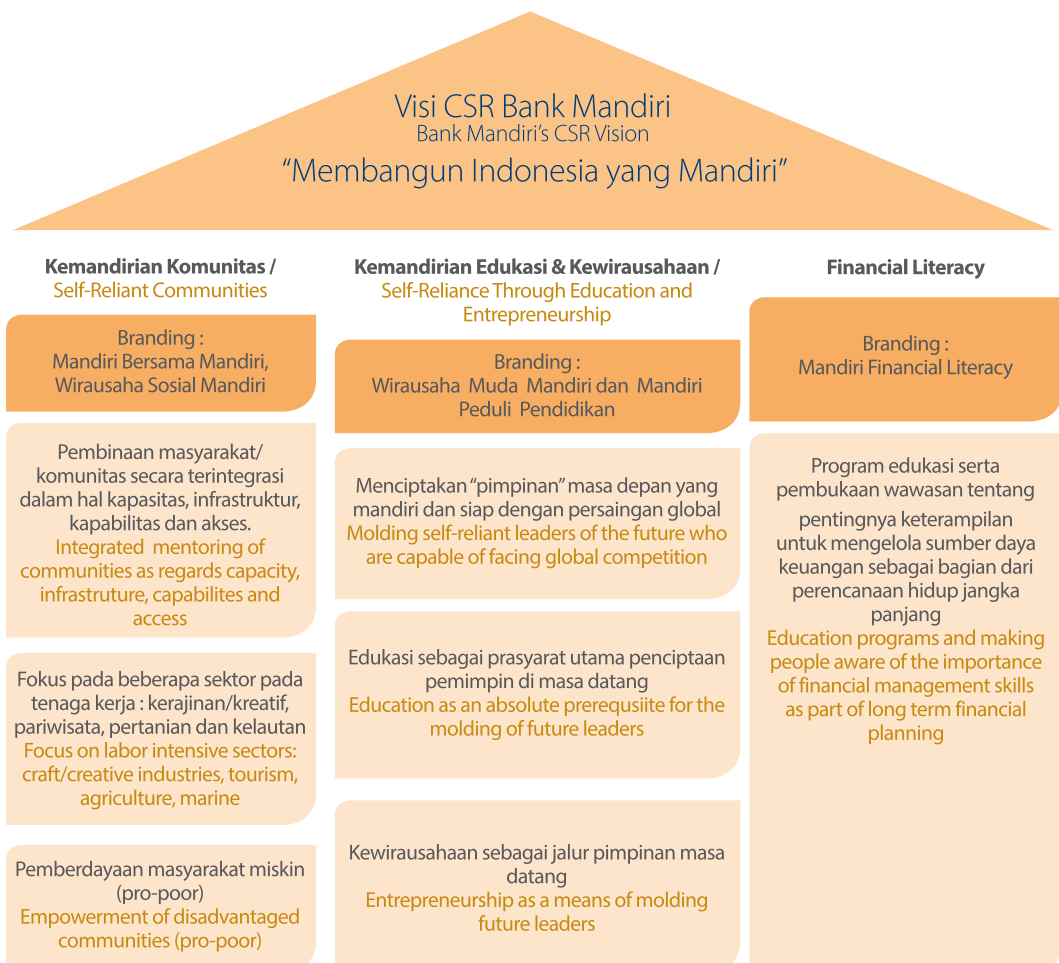 Visi CSR Bank Mandiri
Bank Mandiri's CSR Vision
“Membangun Indonesia yang Mandiri”
Kemandirian Komunitas /
Self-Reliant Communities
Branding :
Mandiri Bersama Mandiri,
Wirausaha Sosial Mandiri
Pembinaan masyarakat/
komunitas secara terintegrasi
dalam hal kapasitas, infrastruktur,
kapabilitas dan akses.
Integrated mentoring of
communities as regards capacity,
infrastruture, capabilites and
access
Fokus pada beberapa sektor pada
tenaga kerja : kerajinan/kreatif,
pariwisata, pertanian dan kelautan
Focus on labor intensive sectors:
craft/creative industries, tourism,
agriculture, marine
Pemberdayaan masyarakat miskin
(pro-poor)
Empowerment of disadvantaged
communities (pro-poor)
Kemandirian Edukasi & Kewirausahaan /
Self-Reliance Through Education and
Entrepreneurship
Branding :
Wirausaha Muda Mandiri dan Mandiri
Peduli Pendidikan
Menciptakan “pimpinan” masa depan yang
mandiri dan siap dengan persaingan global
Molding self-reliant leaders of the future who
are capable of facing global competition
Edukasi sebagai prasyarat utama penciptaan
pemimpin di masa datang
Education as an absolute prerequsiite for the
molding of future leaders
Kewirausahaan sebagai jalur pimpinan masa
datang
Entrepreneurship as a means of molding
future leaders
Financial Literacy
Branding :
Mandiri Financial Literacy
Program edukasi serta
pembukaan wawasan tentang
pentingnya keterampilan
untuk mengelola sumber daya
keuangan sebagai bagian dari
perencanaan hidup jangka
panjang
Education programs and making
people aware of the importance
of financial management skills
as part of long term financial
planning